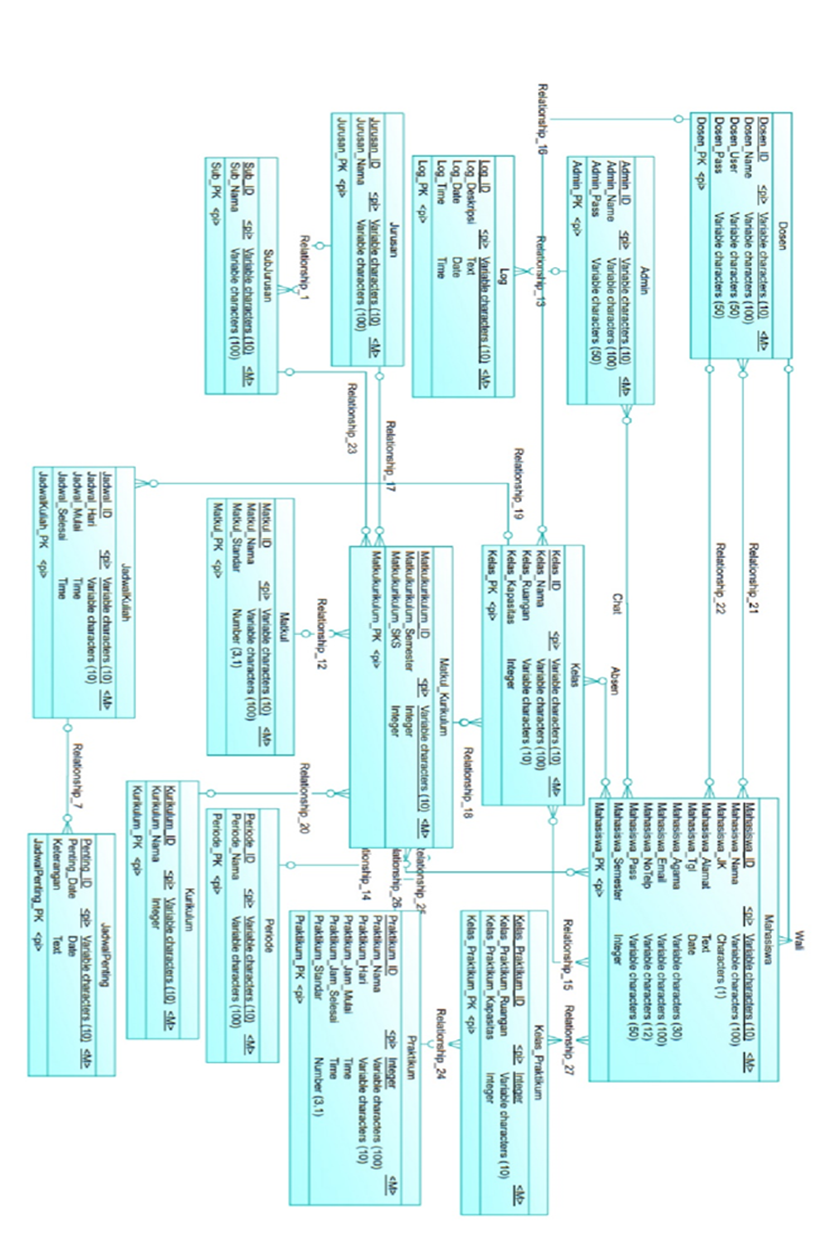 Dosen
Dosen_ID <pi> Variable characters (10) <M>
Dosen_Name Variable characters (100)
Dosen_User Variable characters (50)
Dosen_Pass Variable characters (50)
Dosen_PK <pi>
Wali
Relationship_21
Relationship_22
Mahasiswa
Mahasiswa_ID <pi> Variable characters (10) <M>
Mahasiswa_Nama Variable characters (100)
Mahasiswa_JK Characters (1)
Mahasiswa_Alamat Text
Mahasiswa_Tgl Date
Mahasiswa_Agama Variable characters (30)
Mahasiswa_Email Variable characters (100)
Mahasiswa_NoTelp Variable characters (12)
Mahasiswa_Pass Variable characters (50)
Mahasiswa_Semester Integer
Mahasiswa_PK <pi>
Admin
Admin_ID <pi> Variable characters (10) <M>
Admin_Name Variable characters (100)
Admin_Pass Variable characters (50)
Admin_PK <pi>
Chat
Absen
Relationship_16
Relationship_13
Relationship_15
Relationship_27
Log
Log_ID <pi> Variable characters (10) <M>
Log_Deskripsi Text
Log_Date Date
Log_Time Time
Log_PK <pi>
Relationship_19
Kelas
Kelas_ID <pi> Variable characters (10) <M>
Kelas_Nama Variable characters (100)
Kelas_Ruangan Variable characters (10)
Kelas_Kapasitas Integer
Kelas_PK <pi>
Kelas_Praktikum
Kelas_Praktikum_ID <pi> Integer <M>
Kelas_Praktikum_Ruangan Variable characters (10)
Kelas_Praktikum_Kapasitas Integer
Kelas_Praktikum_PK <pi>
Relationship_18
Relationship_24
Jurusan
Jurusan_ID <pi> Variable characters (10) <M>
Jurusan_Nama Variable characters (100)
Jurusan_PK <pi>
Relationship_17
Relationship_23
Matkul_Kurikulum
Matkulkurikulum_ID <pi> Variable characters (10) <M>
Matkulkurikulum_Semester Integer
Matkulkurikulum_SKS Integer
Matkulkurikulum_PK <pi>
Praktikum
Praktikum_ID <pi> Integer <M>
Praktikum_Nama Variable characters (100)
Praktikum_Hari Variable characters (10)
Praktikum_Jam_Mulai Time
Praktikum_Jam_Selesai Time
Praktikum_Standar Number (3,1)
Praktikum_PK <pi>
Relationship_1
Relationship_12
Relationship_20
SubJurusan
Sub_ID <pi> Variable characters (10) <M>
Sub_Nama Variable characters (100)
Sub_PK <pi>
Matkul
Matkul_ID <pi> Variable characters (10) <M>
Matkul_Nama Variable characters (100)
Matkul_Standar Number (3,1)
Matkul_PK <pi>
Periode
Periode_ID <pi> Variable characters (10) <M>
Periode_Nama Variable characters (100)
Periode_PK <pi>
Kurikulum
Kurikulum_ID <pi> Variable characters (10) <M>
Kurikulum_Nama Integer
Kurikulum_PK <pi>
JadwalKuliah
Jadwal_ID <pi> Variable characters (10) <M>
Jadwal_Hari Variable characters (10)
Jadwal_Mulai Time
Jadwal_Selesai Time
JadwalKuliah_PK <pi>
Relationship_7
JadwalPenting
Penting_ID <pi> Variable characters (10) <M>
Penting_Date Date
Keterangan Text
JadwalPenting_PK <pi>